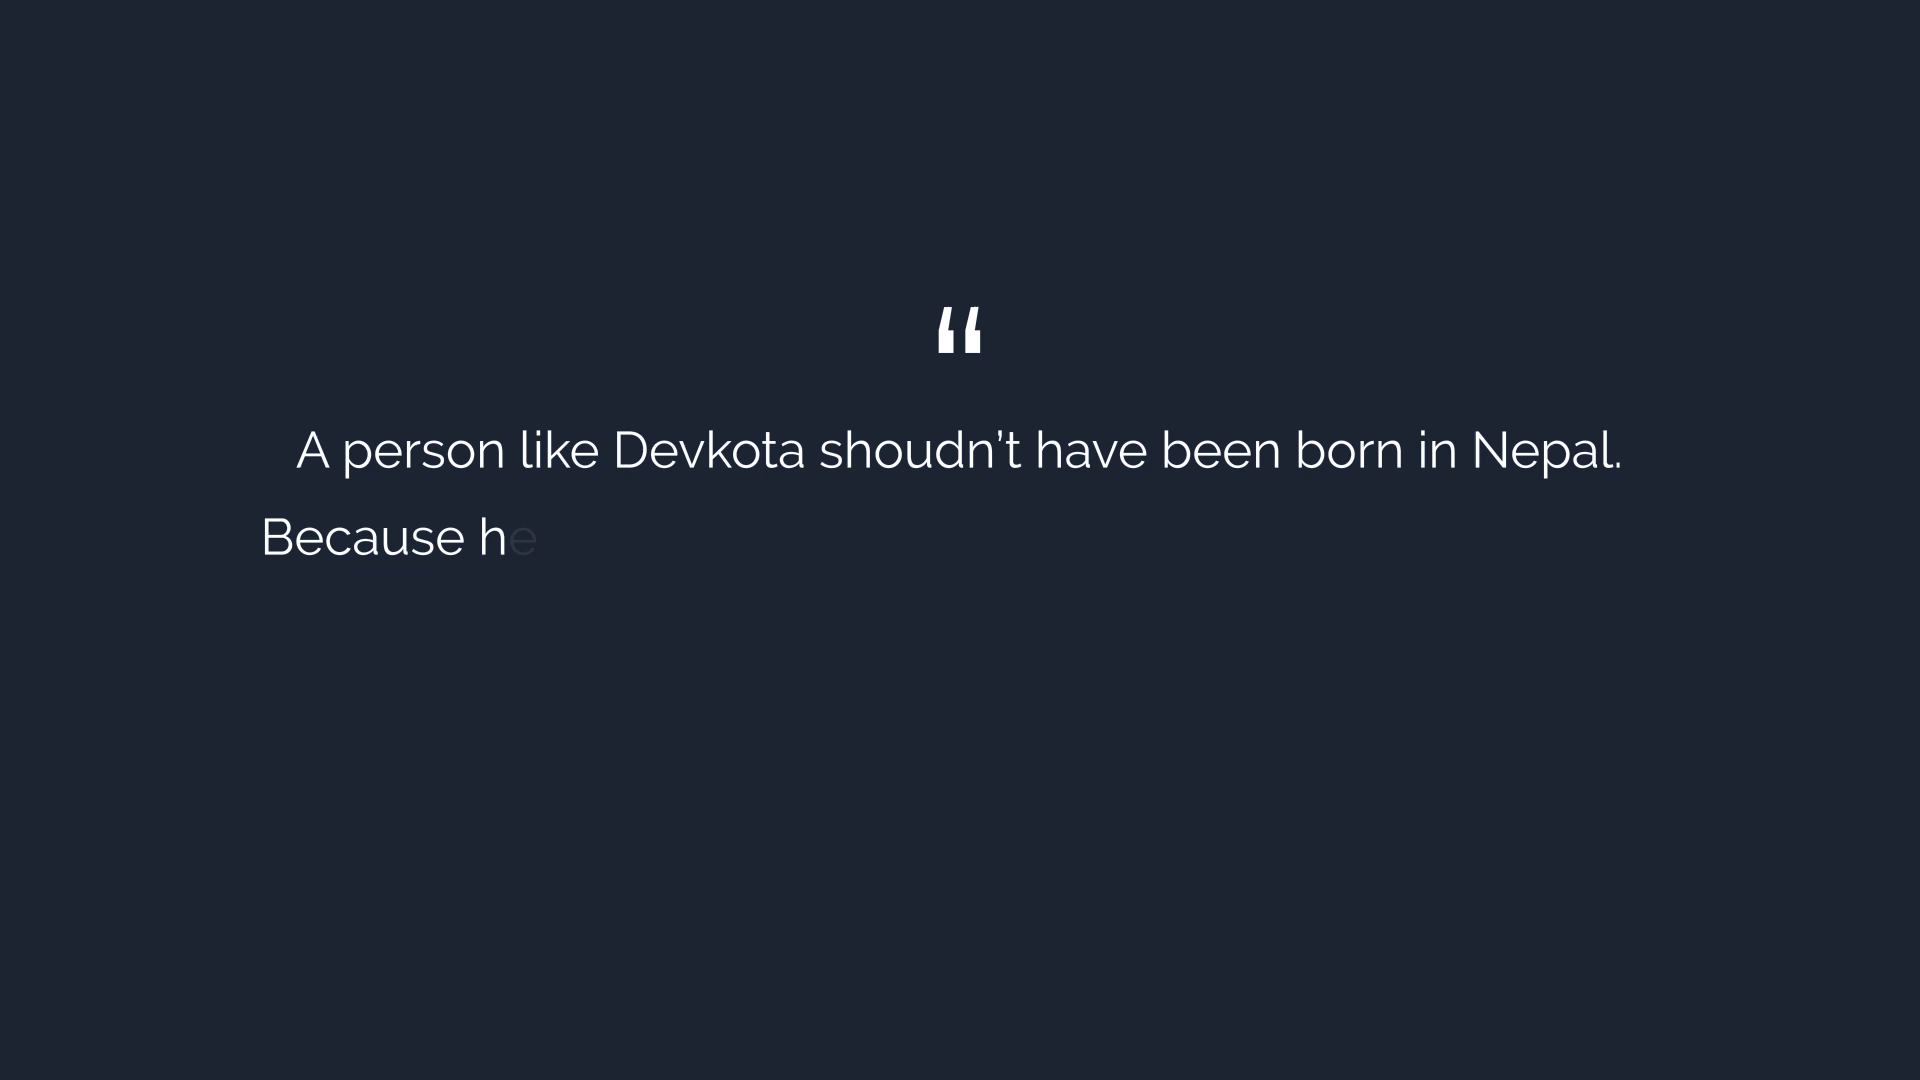 “
A person like Devkota shoudn’t have been born in Nepal.
Because he